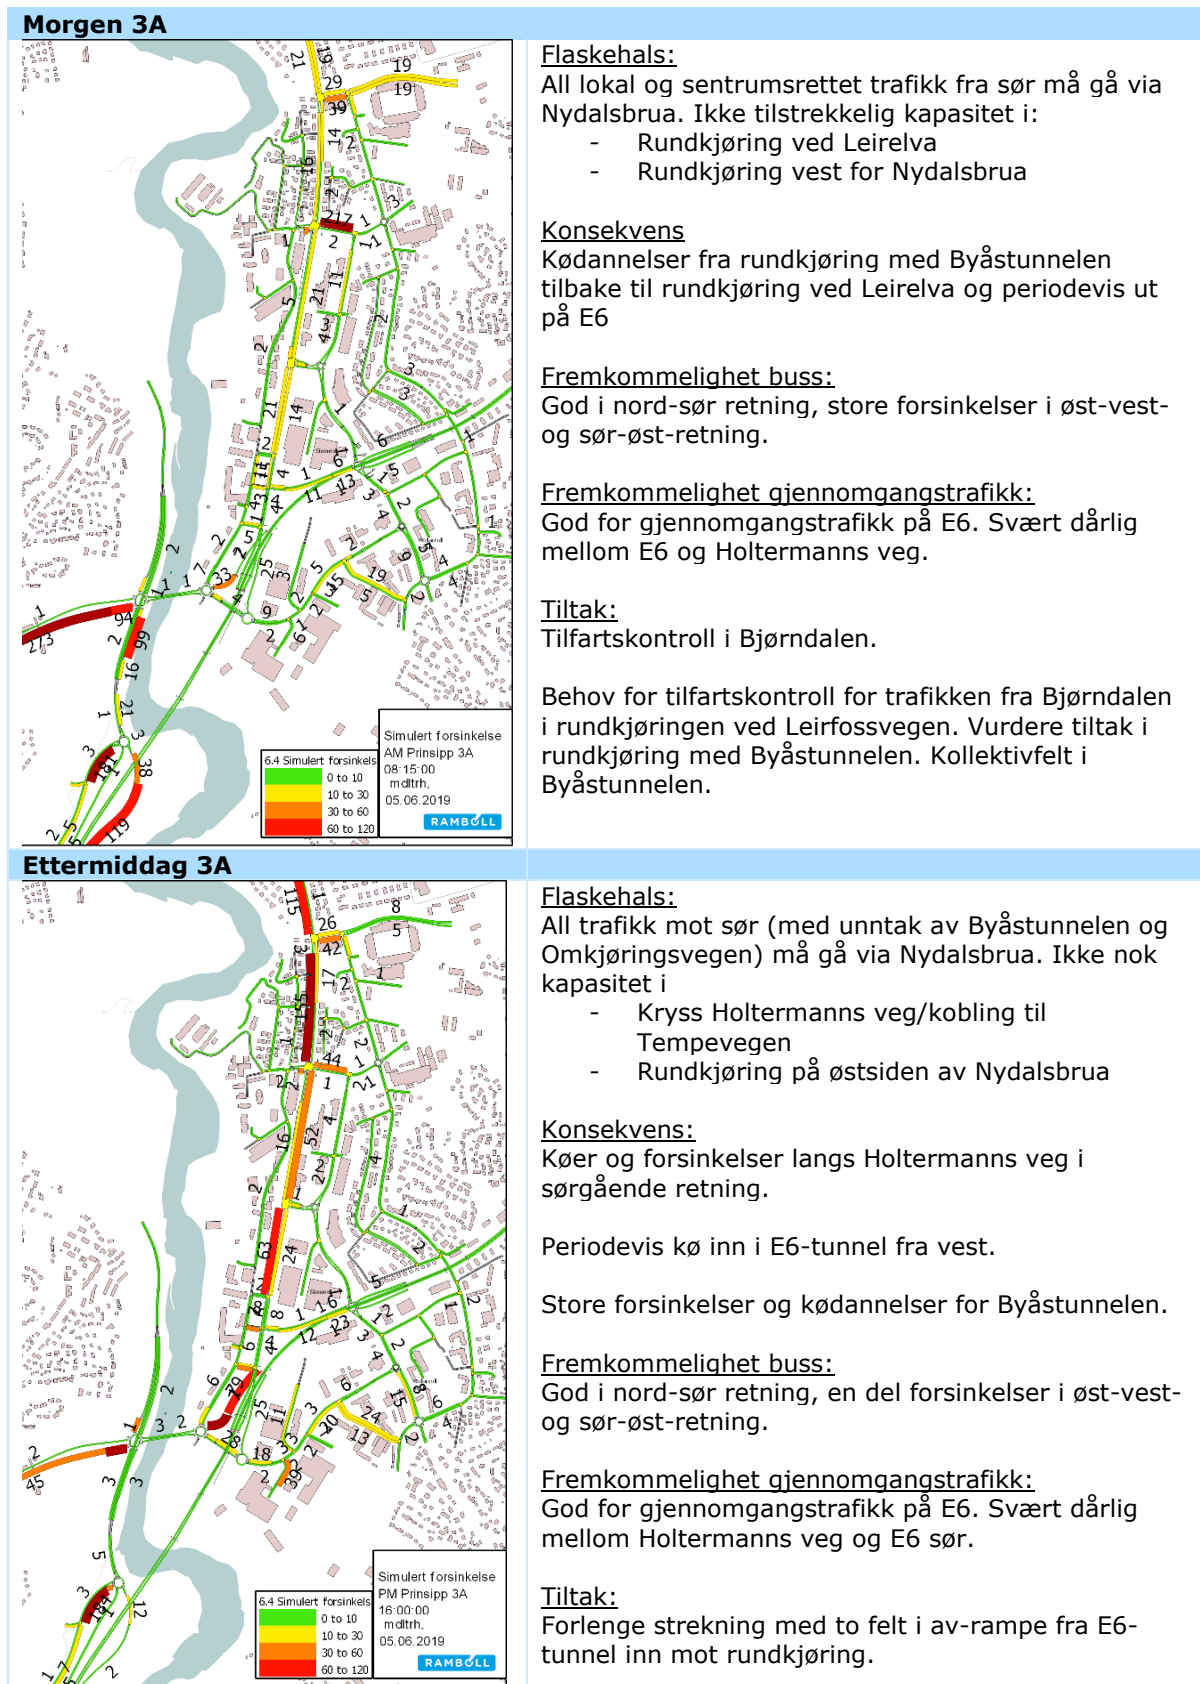 Morgen 3A
Flaskehals:
All lokal og sentrumsrettet trafikk fra sør må gå via
Nydalsbrua. Ikke tilstrekkelig kapasitet i:
- Rundkjøring ved Leirelva
- Rundkjøring vest for Nydalsbrua
Konsekvens
Kødannelser fra rundkjøring med Byåstunnelen
tilbake til rundkjøring ved Leirelva og periodevis ut
på E6
Fremkommelighet buss:
God i nord-sør retning, store forsinkelser i øst-vest-
og sør-øst-retning.
Fremkommelighet gjennomgangstrafikk:
God for gjennomgangstrafikk på E6. Svært dårlig
mellom E6 og Holtermanns veg.
Tiltak:
Tilfartskontroll i Bjørndalen.
Behov for tilfartskontroll for trafikken fra Bjørndalen
i rundkjøringen ved Leirfossvegen. Vurdere tiltak i
rundkjøring med Byåstunnelen. Kollektivfelt i
Byåstunnelen.
6.4 Simulert forsinkels
0 to 10
10 to 30
30 to 60
60 to 120
Simulert forsinkelse
AM Prinsipp 3A
08:15:00
mdltrh,
05.06.2019
RAMBOLL
Ettermiddag 3A
Flaskehals:
All trafikk mot sør (med unntak av Byåstunnelen og
Omkjøringsvegen) må gå via Nydalsbrua. Ikke nok
kapasitet i
- Kryss Holtermanns veg/kobling til
Tempevegen
- Rundkjøring på østsiden av Nydalsbrua
Konsekvens:
Køer og forsinkelser langs Holtermanns veg i
sørgående retning.
Periodevis kø inn i E6-tunnel fra vest.
Store forsinkelser og kødannelser for Byåstunnelen.
Fremkommelighet buss:
God i nord-sør retning, en del forsinkelser i øst-vest-
og sør-øst-retning.
Fremkommelighet gjennomgangstrafikk:
God for gjennomgangstrafikk på E6. Svært dårlig
mellom Holtermanns veg og E6 sør.
Tiltak:
Forlenge strekning med to felt i av-rampe fra E6-
tunnel inn mot rundkjøring.
6.4 Simulert forsinkels
0 to 10
10 to 30
30 to 60
60 to 120
Simulert forsinkelse
PM Prinsipp 3A
16:00:00
mdltrh,
05.06.2019
RAMBOLL